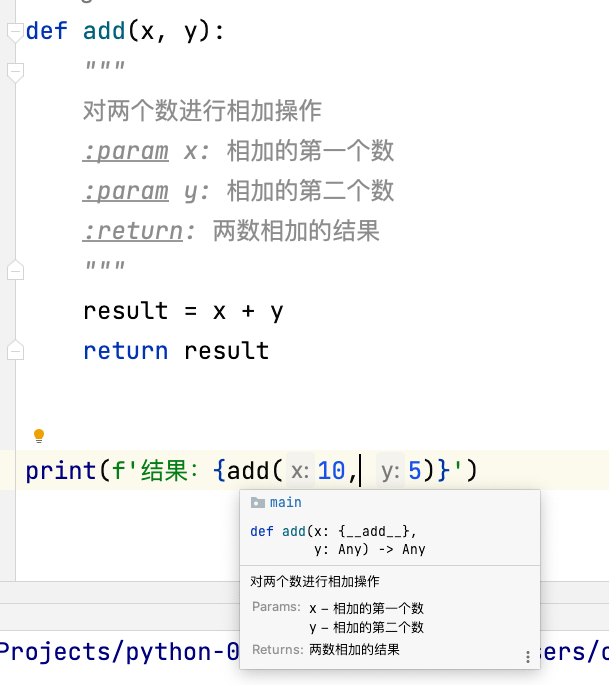 def add(x, y):
"""
对两个数进行相加操作
:param x: 相加的第一个数
:param y: 相加的第二个数
:return: 两数相加的结果
"""
result = x + y
return result
print(f'结果: {add( x: 10, y: 5)}')
main
def add(x: {__add__},
y: Any) -> Any
对两个数进行相加操作
Params: x – 相加的第一个数
y – 相加的第二个数
Returns: 两数相加的结果
Projects/python-0